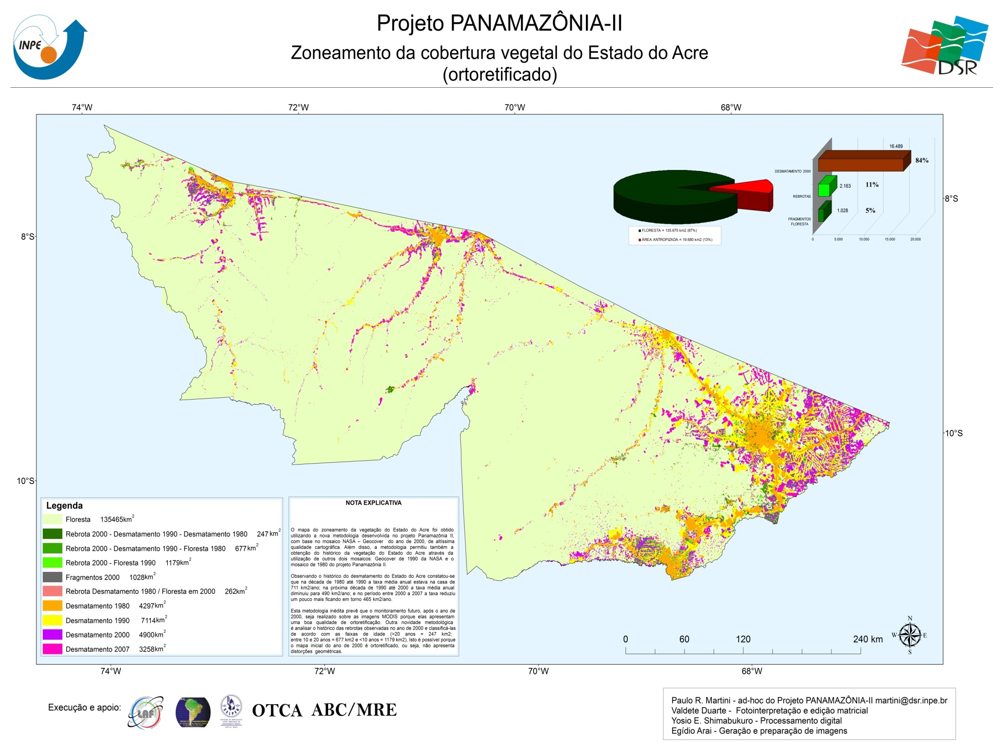 INPE
Projeto PANAMAZÔNIA-II
Zoneamento da cobertura vegetal do Estado do Acre
(ortoretificado)
DSR
74°W 72°W 70°W 68°W
8°S
10°S
8°S
10°S
16.489
84%
DESMATAMENTO 2000
2.163
11%
REBROTAS
1.028
5%
FRAGMENTOS
FLORESTA
0 5.000 10.000 15.000 20.000
FLORESTA = 135.675 km2 (87%)
ÁREA ANTROPIZADA = 19.680 km2 (13%)
Legenda
Floresta 135465km2
Rebrota 2000 - Desmatamento 1990 - Desmatamento 1980 247 km2
Rebrota 2000 - Desmatamento 1990 - Floresta 1980 677km2
Rebrota 2000 - Floresta 1990 1179km2
Fragmentos 2000 1028km2
Rebrota Desmatamento 1980 / Floresta em 2000 262km2
Desmatamento 1980 4297km2
Desmatamento 1990 7114km2
Desmatamento 2000 4900km2
Desmatamento 2007 3258km2
NOTA EXPLICATIVA
O mapa do zoneamento da vegetação do Estado do Acre foi obtido
utilizando a nova metodologia desenvolvida no projeto Panamazônia II,
com base no mosaico NASA – Geocover do ano de 2000, de altíssima
qualidade cartográfica. Além disso, a metodologia permitiu também a
obtenção do histórico da vegetação do Estado do Acre através da
utilização de outros dois mosaicos: Geocover de 1990 da NASA e o
mosaico de 1980 do projeto Panamazônia II.
Observando o histórico do desmatamento do Estado do Acre constatou-se
que na década de 1980 até 1990 a taxa média anual estava na casa de
711 km2/ano; na próxima década de 1990 até 2000 a taxa média anual
diminuiu para 490 km2/ano; e no período entre 2000 a 2007 a taxa reduziu
um pouco mais ficando em torno 465 km2/ano.
Esta metodologia inédita prevê que o monitoramento futuro, após o ano de
2000, seja realizado sobre as imagens MODIS porque elas apresentam
uma boa qualidade de ortoretificação. Outra novidade metodológica
é analisar o histórico das rebrotas observadas no ano de 2000 e classificá-las
de acordo com as faixas de idade (>20 anos = 247 km2;
entre 10 e 20 anos = 677 km2 e <10 anos = 1179 km2), Isto é possível porque
o mapa inicial do ano de 2000 é ortoretificado, ou seja, não apresenta
distorções geométricas.
0 60 120 240 km
N
W E
S
74°W 72°W 70°W 68°W
Execução e apoio:
LAF
SELPER
OTCA ABC/MRE
Paulo R. Martini - ad-hoc do Projeto PANAMAZÔNIA-II martini@dsr.inpe.br
Valdete Duarte - Fotointerpretação e edição matricial
Yosio E. Shimabukuro - Processamento digital
Egídio Arai - Geração e preparação de imagens